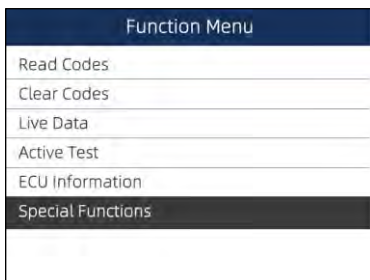 Function Menu
Read Codes
Clear Codes
Live Data
Active Test
ECU Information
Special Functions